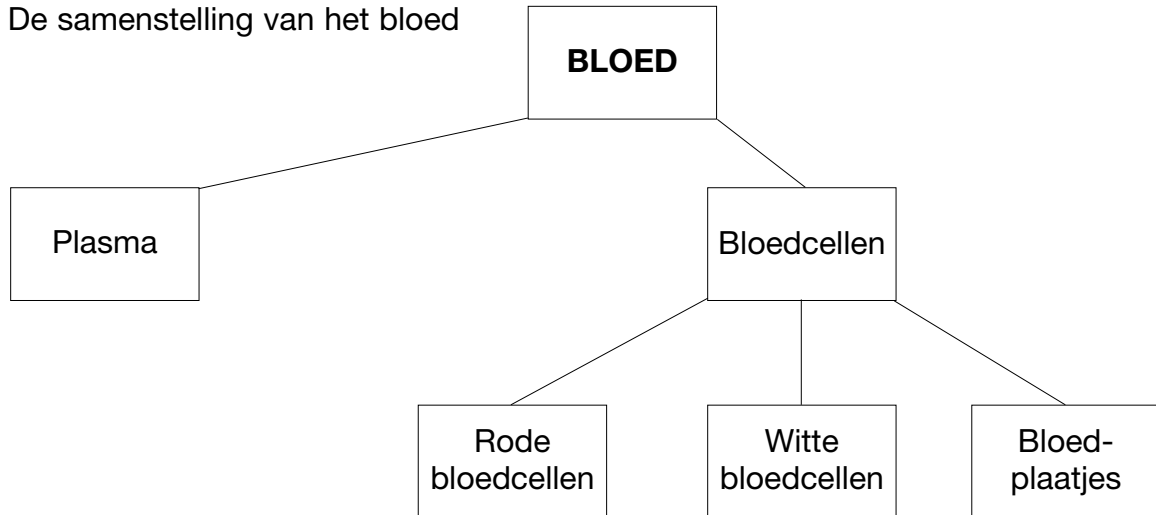 De samenstelling van het bloed
BLOED
Plasma
Bloedcellen
Rode
bloedcellen
Witte
bloedcellen
Bloed-
plaatjes